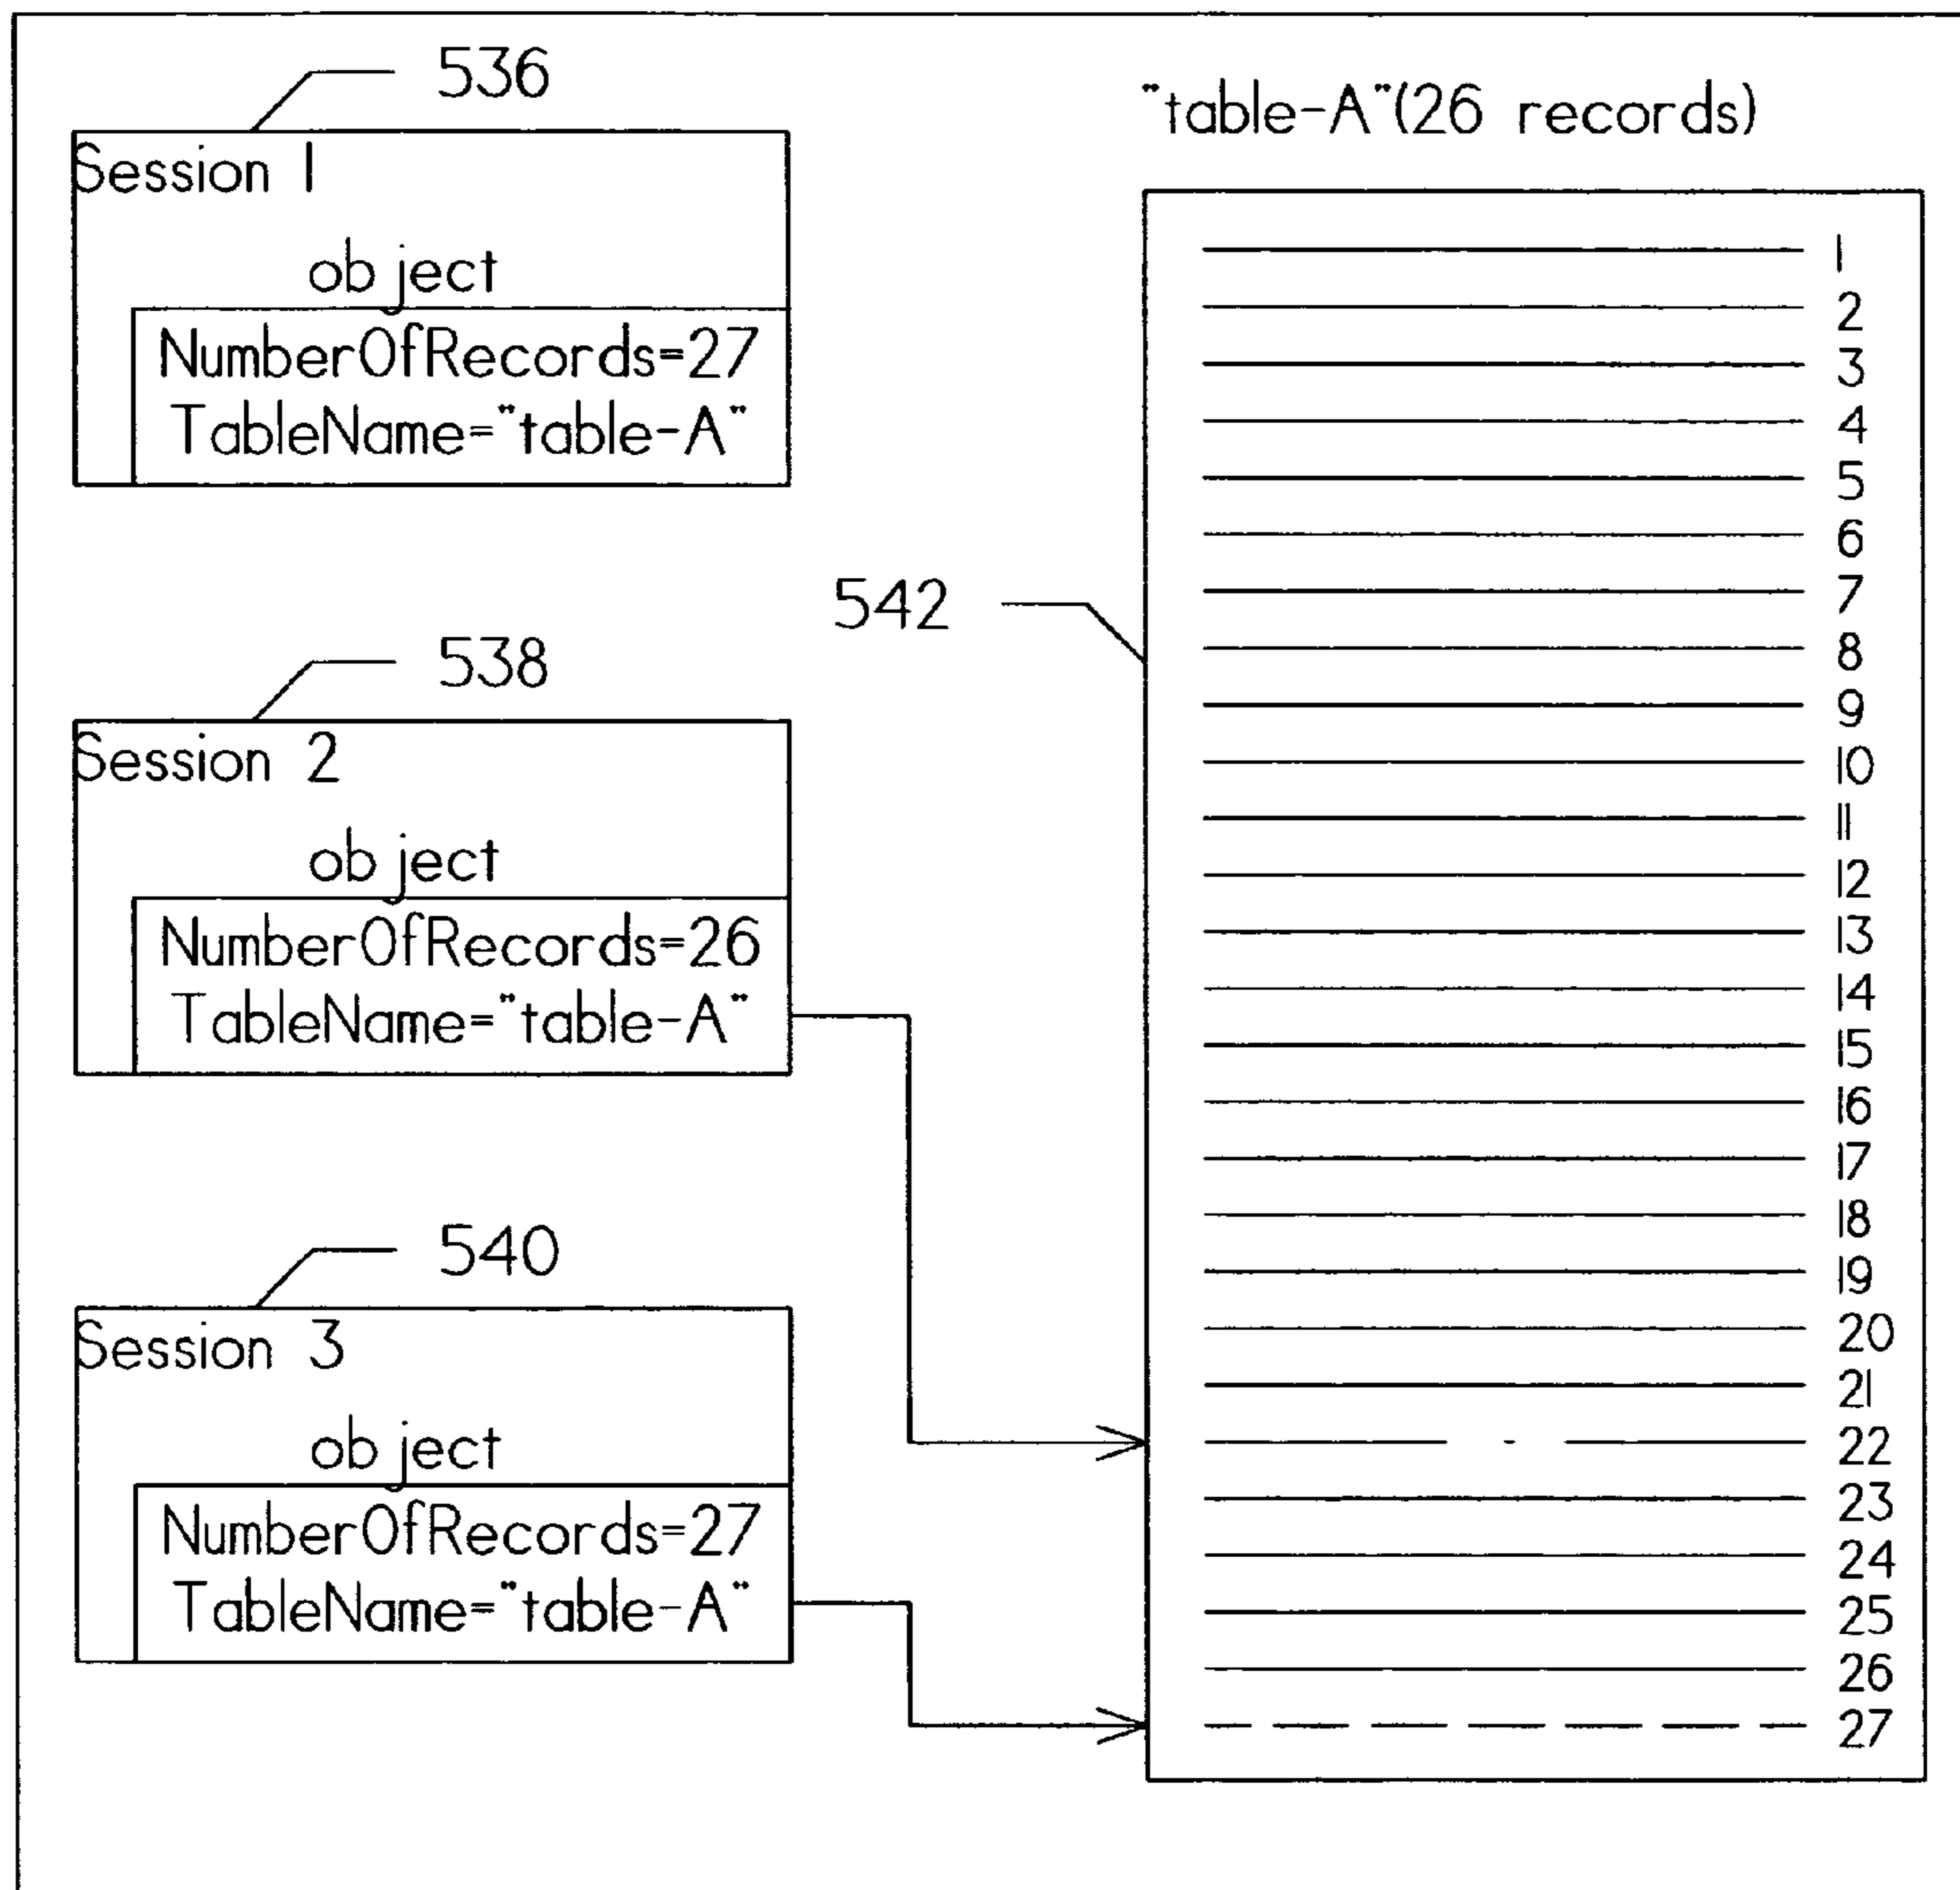 536
Session 1
object
NumberOfRecords=27
TableName="table-A"
538
Session 2
object
NumberOfRecords=26
TableName="table-A"
540
Session 3
object
NumberOfRecords=27
TableName="table-A"
"table-A"(26 records)
542
1
2
3
4
5
6
7
8
9
10
11
12
13
14
15
16
17
18
19
20
21
22
23
24
25
26
27